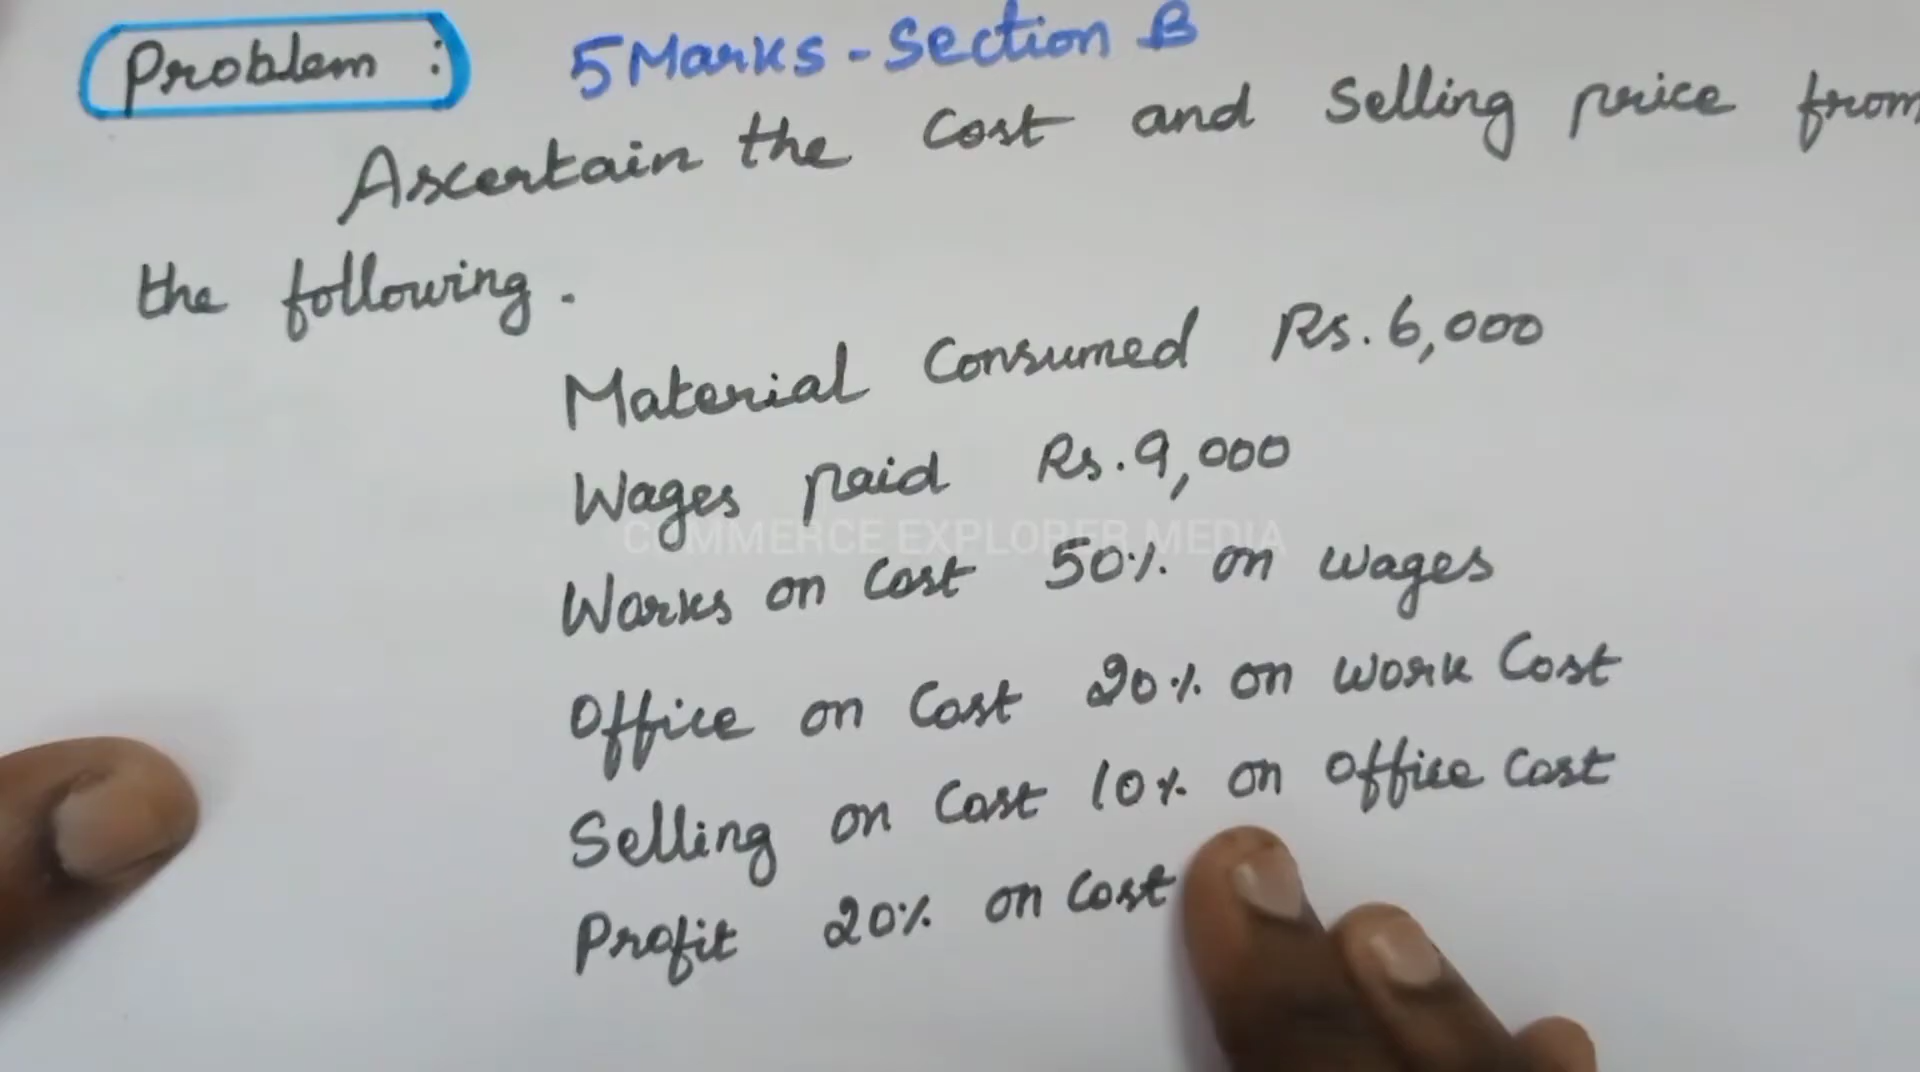 Problem : 5 Marks - Section B
Ascertain the Cost and Selling price from
the following.
Material Consumed Rs. 6,000
Wages paid Rs. 9,000
COMMERCE EXPLORER MEDIA
Works on Cost 50% on wages
Office on Cost 20% on work Cost
Selling on Cost 10% on office Cost
Profit 20% on Cost